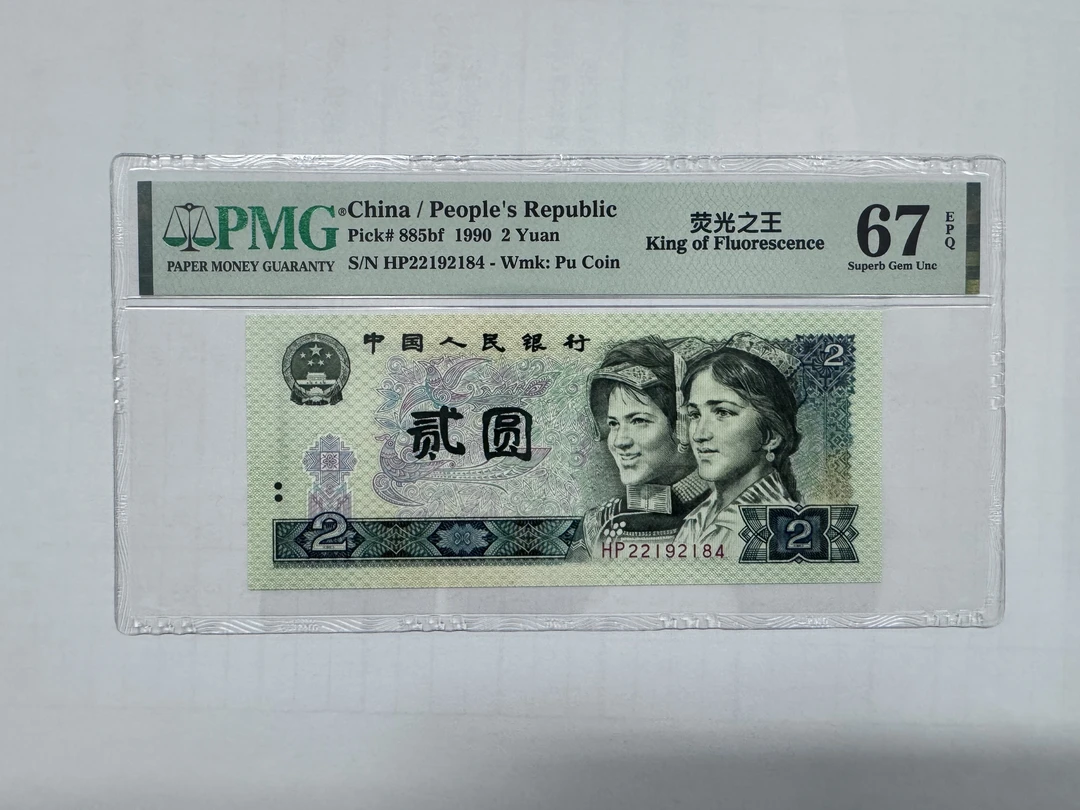 PMG®
PAPER MONEY GUARANTY
China / People's Republic
Pick# 885bf 1990 2 Yuan
S/N HP22192184 - Wmk: Pu Coin
荧光之王
King of Fluorescence
67
EPQ
Superb Gem Unc
中国人民银行
2
贰圆
2
HP22192184
2